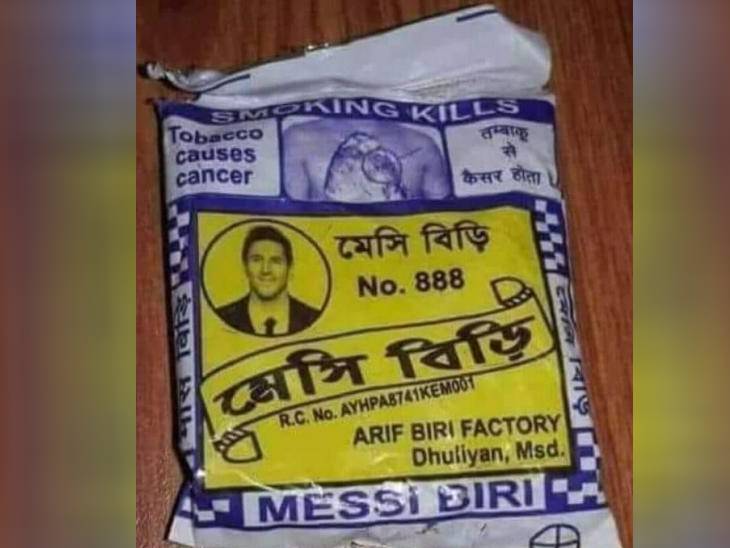 SMOKING KILLS
Tobacco
causes
cancer
तम्बाकू
से
कैसर होता
মেসি বিড়ি
No. 888
মেসি বিড়ি
R.C. No. AYHPA8741KEM001
ARIF BIRI FACTORY
Dhuliyan, Msd.
বিড়ি
বিড়ি
MESSI BIRI